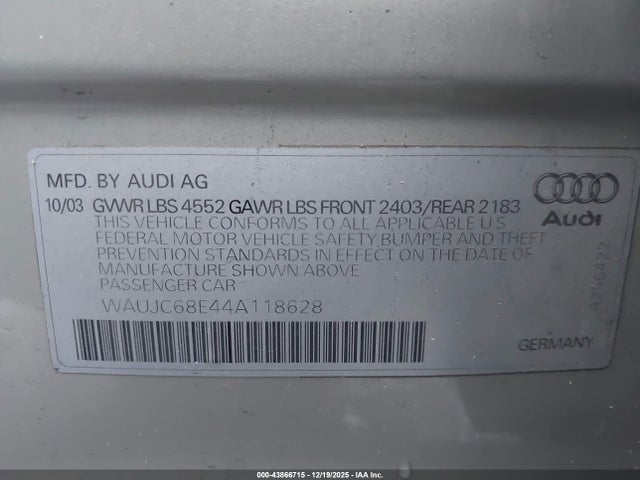 MFD. BY AUDI AG
10/03 GVWR LBS 4552 GAWR LBS FRONT 2403/REAR 2183
THIS VEHICLE CONFORMS TO ALL APPLICABLE U S
FEDERAL MOTOR VEHICLE SAFETY, BUMPER AND THEFT
PREVENTION STANDARDS IN EFFECT ON THE DATE OF
MANUFACTURE SHOWN ABOVE
PASSENGER CAR
WAUJC68E44A118628
Audi
GERMANY
000-43866715 - 12/19/2025 - IAA Inc.